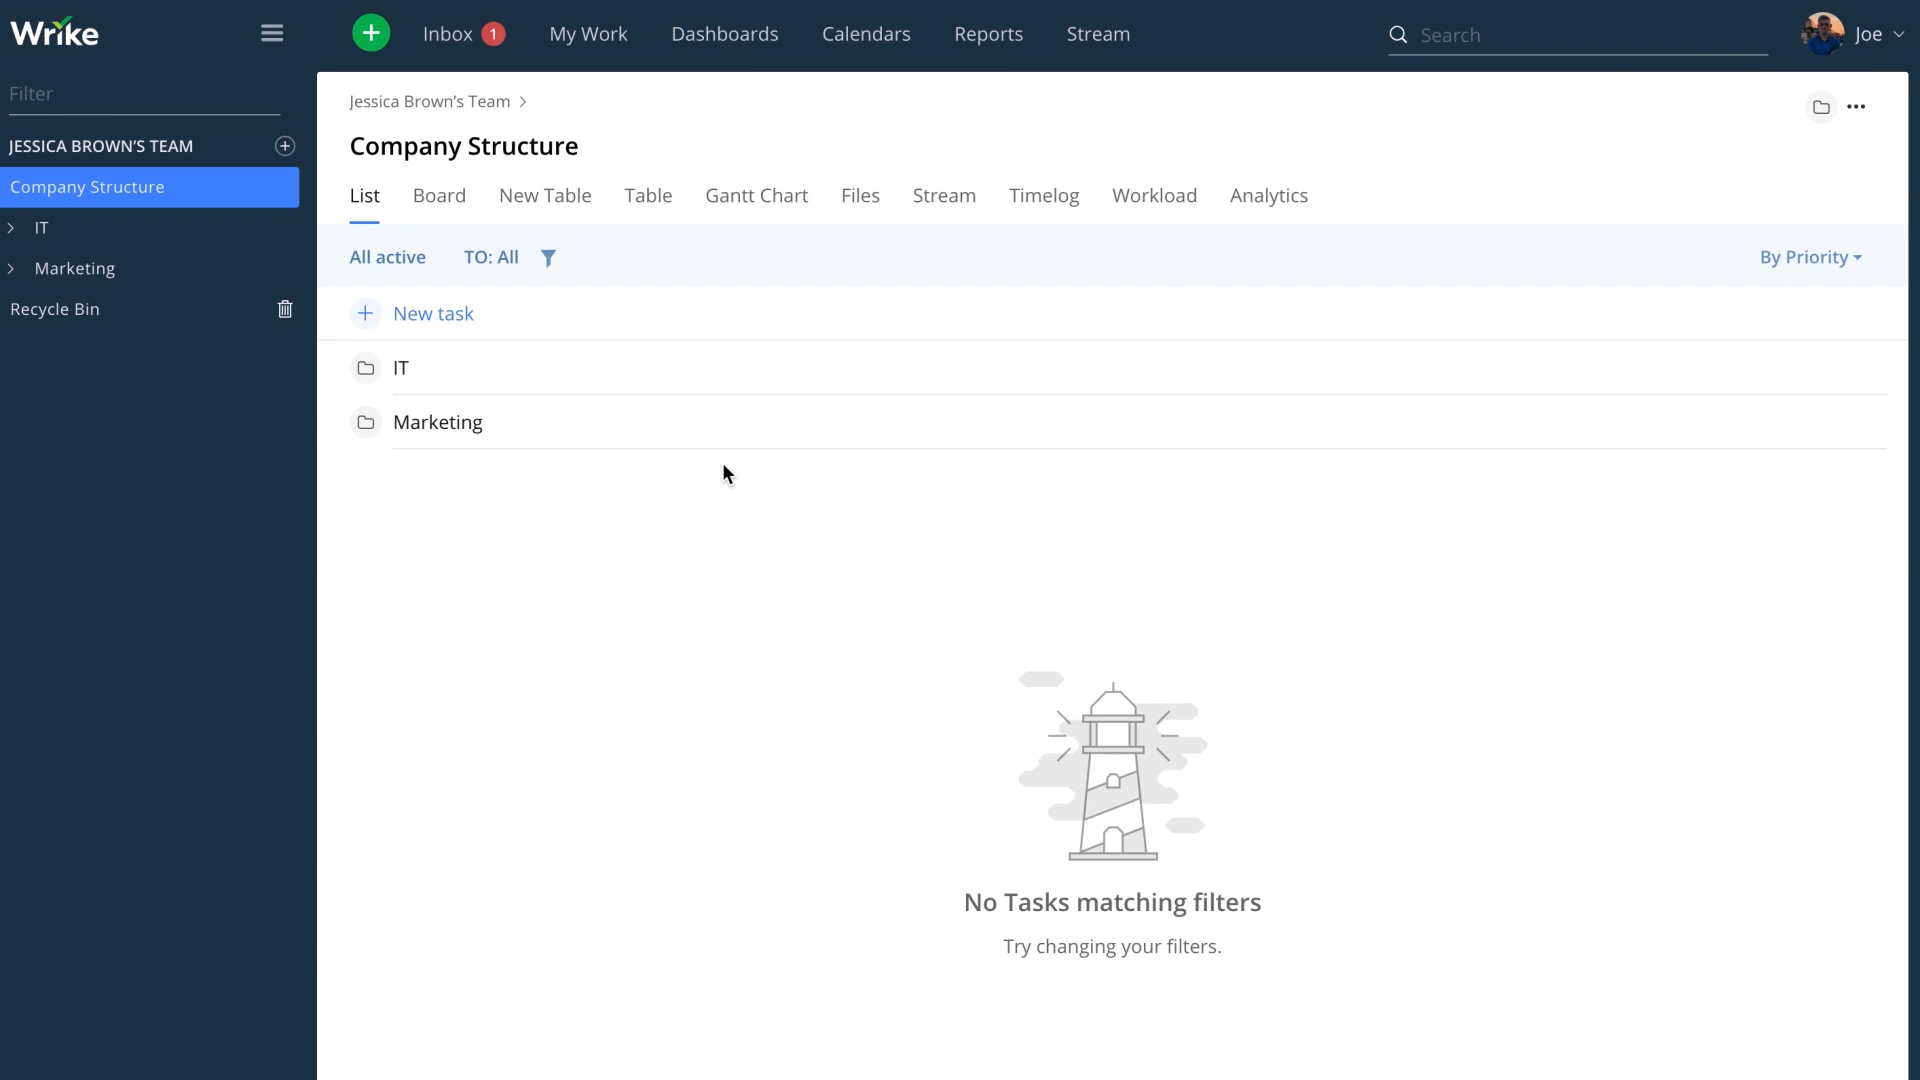 Wrike
Inbox 1 My Work Dashboards Calendars Reports Stream
Search
Joe
Filter
JESSICA BROWN'S TEAM
Company Structure
IT
Marketing
Recycle Bin
Jessica Brown's Team
Company Structure
List Board New Table Table Gantt Chart Files Stream Timelog Workload Analytics
All active TO: All By Priority
New task
IT
Marketing
No Tasks matching filters
Try changing your filters.